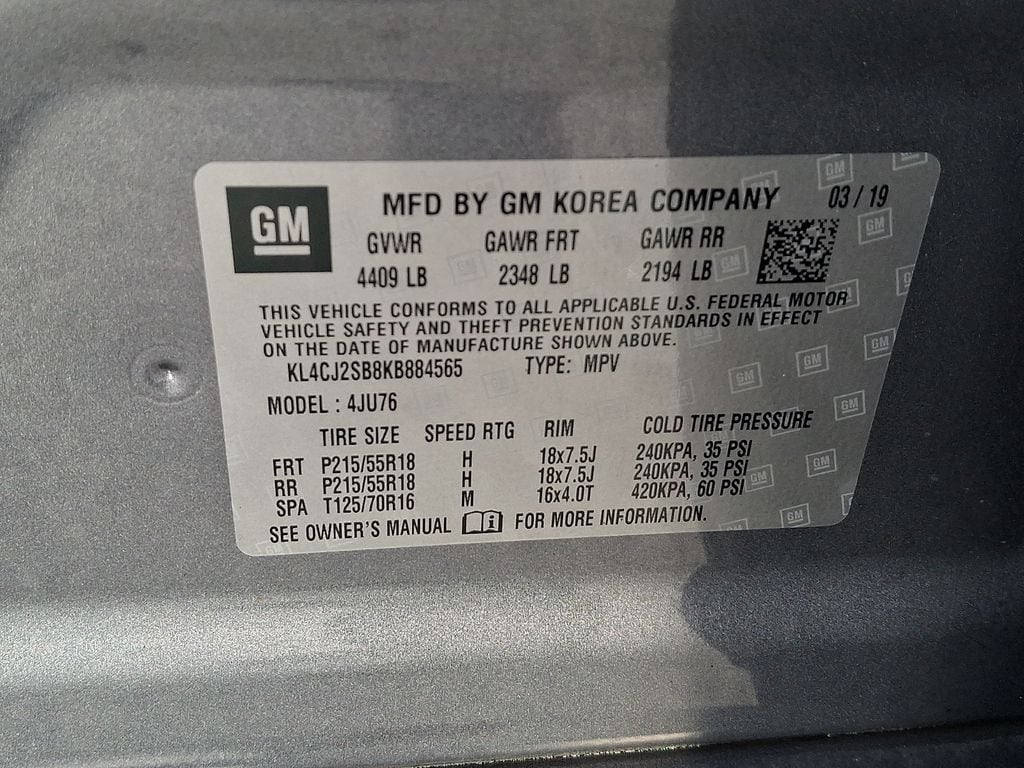 GM
MFD BY GM KOREA COMPANY 03 / 19
GVWR GAWR FRT GAWR RR
4409 LB 2348 LB 2194 LB
THIS VEHICLE CONFORMS TO ALL APPLICABLE U.S. FEDERAL MOTOR
VEHICLE SAFETY AND THEFT PREVENTION STANDARDS IN EFFECT
ON THE DATE OF MANUFACTURE SHOWN ABOVE.
KL4CJ2SB8KB884565 TYPE: MPV
MODEL : 4JU76
TIRE SIZE SPEED RTG RIM COLD TIRE PRESSURE
FRT P215/55R18 H 18x7.5J 240KPA, 35 PSI
RR P215/55R18 H 18x7.5J 240KPA, 35 PSI
SPA T125/70R16 M 16x4.0T 420KPA, 60 PSI
SEE OWNER'S MANUAL FOR MORE INFORMATION.